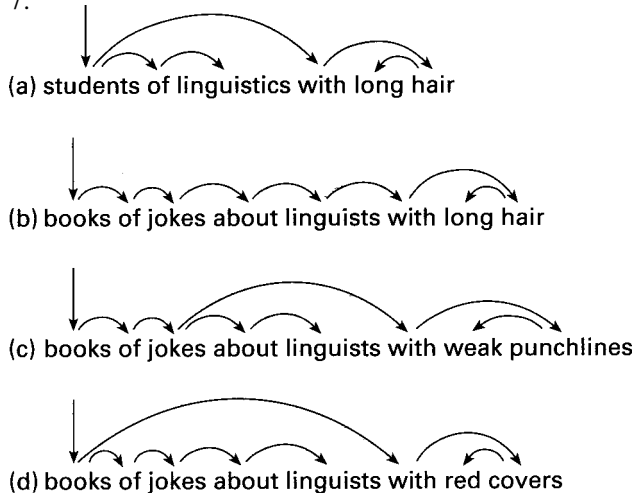 7.
(a) students of linguistics with long hair
(b) books of jokes about linguists with long hair
(c) books of jokes about linguists with weak punchlines
(d) books of jokes about linguists with red covers